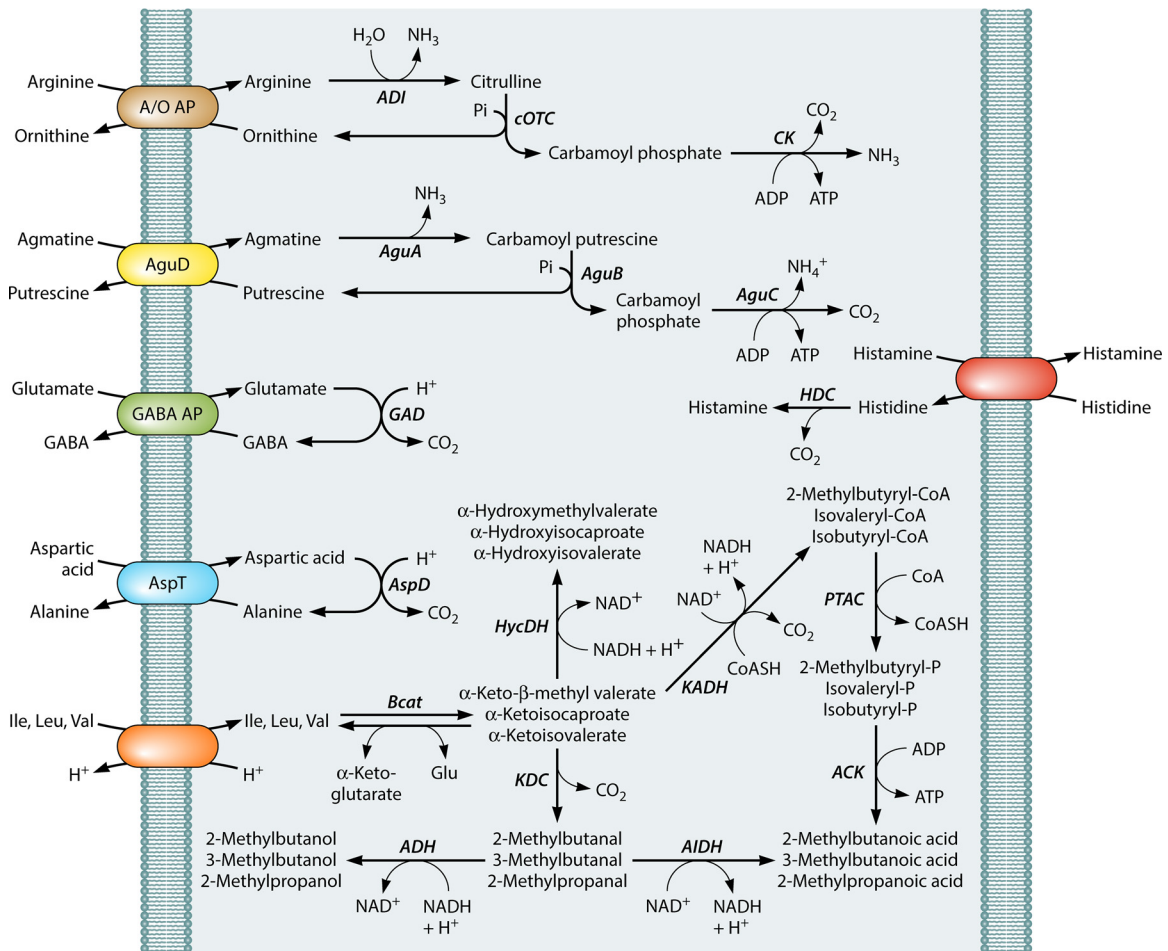 H₂O
NH₃
Arginine
Arginine
Citrulline
A/O AP
ADI
Pi
cOTC
CO₂
Ornithine
Ornithine
CK
Carbamoyl phosphate
NH₃
ADP
ATP
NH₃
Agmatine
Agmatine
Carbamoyl putrescine
AguD
AguA
Pi
AguB
NH₄⁺
Putrescine
Putrescine
Carbamoyl
phosphate
AguC
CO₂
ADP
ATP
Histamine
Histamine
Glutamate
Glutamate
H⁺
GABA AP
GAD
HDC
Histamine
Histidine
Histidine
GABA
GABA
CO₂
CO₂
2-Methylbutyryl-CoA
Isovaleryl-CoA
Isobutyryl-CoA
α-Hydroxymethylvalerate
α-Hydroxyisocaproate
α-Hydroxyisovalerate
Aspartic
acid
Aspartic acid
H⁺
NADH
+ H⁺
AspT
AspD
CoA
PTAC
CoASH
Alanine
Alanine
CO₂
NAD⁺
HycDH
NADH + H⁺
NAD⁺
CO₂
CoASH
KADH
2-Methylbutyryl-P
Isovaleryl-P
Isobutyryl-P
Ile, Leu, Val
Ile, Leu, Val
Bcat
α-Keto-β-methyl valerate
α-Ketoisocaproate
α-Ketoisovalerate
H⁺
H⁺
α-Keto-
glutarate
Glu
KDC
CO₂
ADP
ACK
ATP
2-Methylbutanol
3-Methylbutanol
2-Methylpropanol
ADH
2-Methylbutanal
3-Methylbutanal
2-Methylpropanal
AlDH
2-Methylbutanoic acid
3-Methylbutanoic acid
2-Methylpropanoic acid
NAD⁺
NADH
+ H⁺
NAD⁺
NADH
+ H⁺